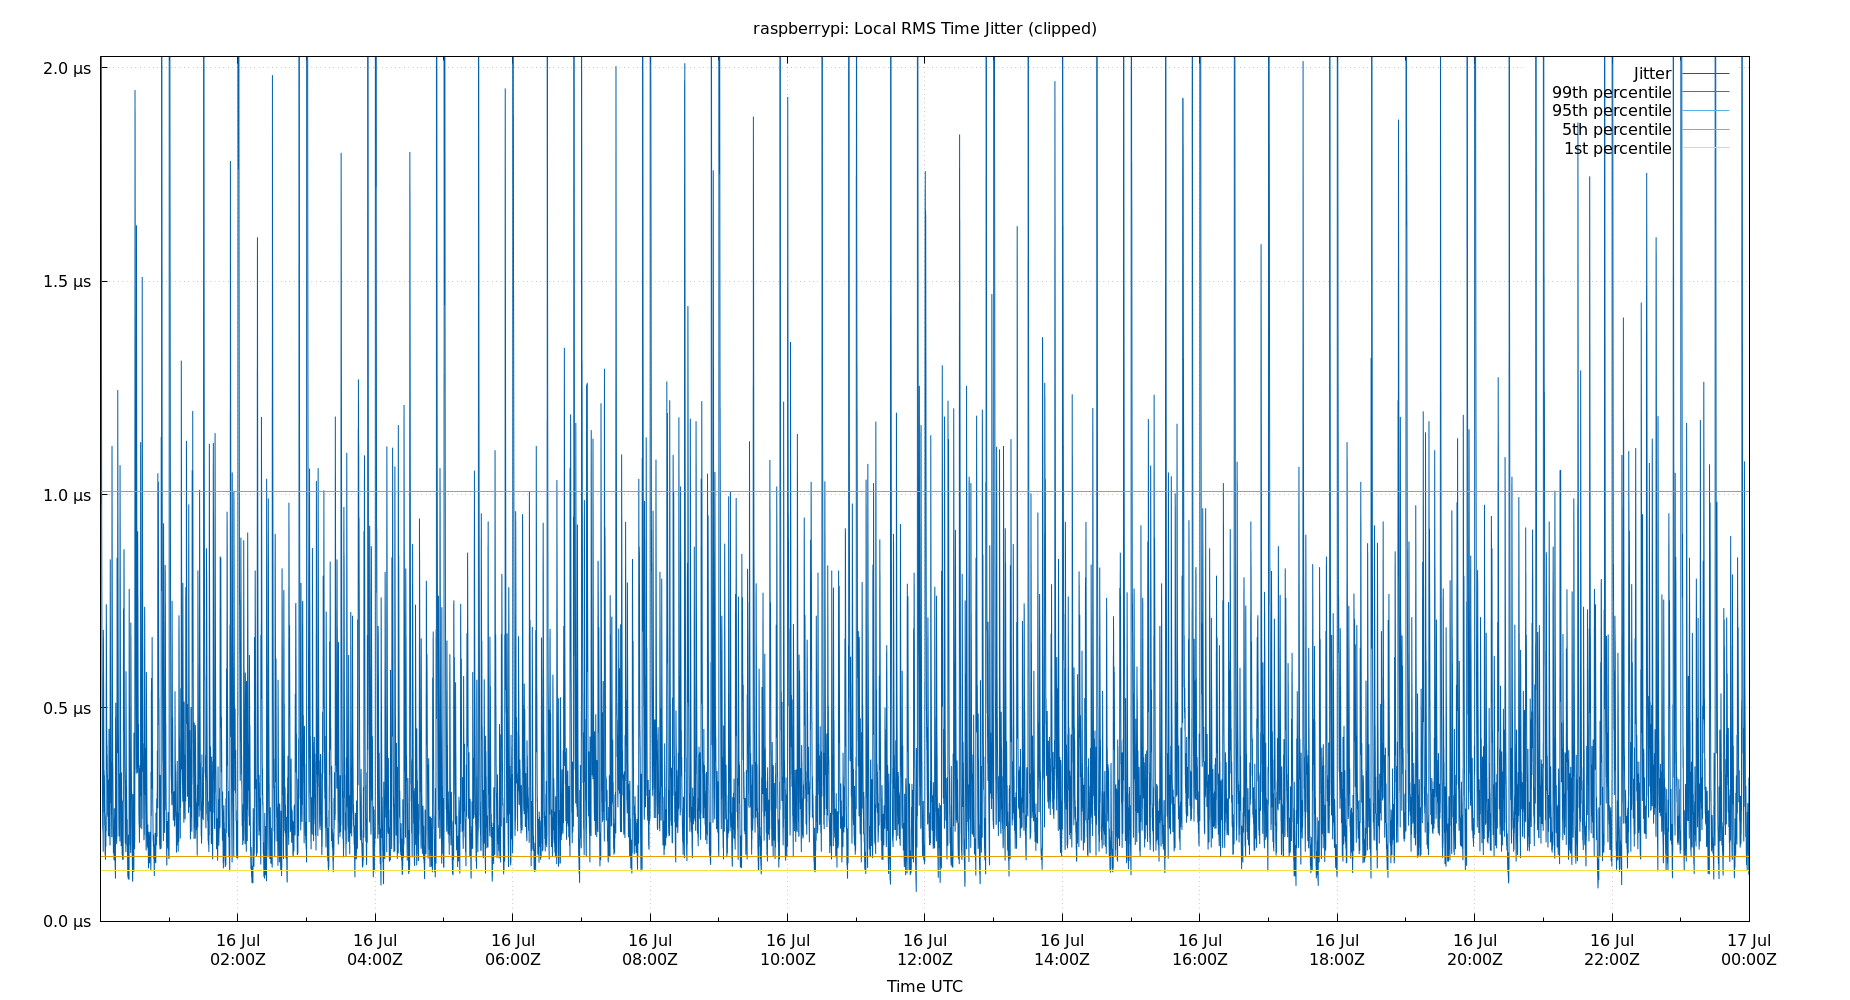 raspberrypi: Local RMS Time Jitter (clipped)
2.0 µs
1.5 µs
1.0 µs
0.5 µs
0.0 µs
Jitter
99th percentile
95th percentile
5th percentile
1st percentile
16 Jul 16 Jul 16 Jul 16 Jul 16 Jul 16 Jul 16 Jul 16 Jul 16 Jul 16 Jul 16 Jul 17 Jul
02:00Z 04:00Z 06:00Z 08:00Z 10:00Z 12:00Z 14:00Z 16:00Z 18:00Z 20:00Z 22:00Z 00:00Z
Time UTC